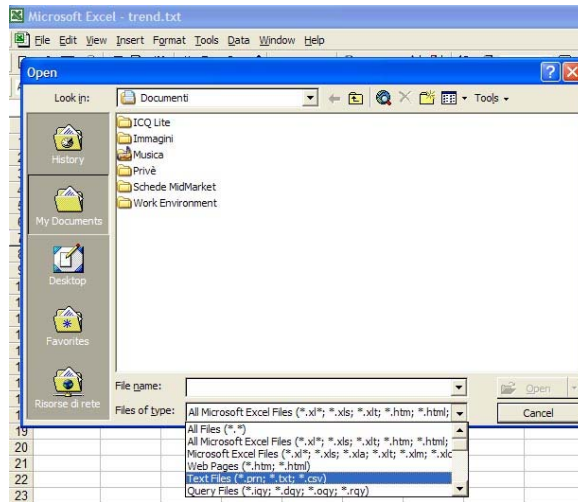 Microsoft Excel - trend.txt
File Edit View Insert Format Tools Data Window Help
Open
Look in:
Documenti
Tools
History
My Documents
Desktop
Favorites
Risorse di rete
ICQ Lite
Immagini
Musica
Privè
Schede MidMarket
Work Environment
File name:
Open
Files of type:
All Microsoft Excel Files (*.xl*; *.xls; *.xlt; *.htm; *.html;
Cancel
All Files (*.*)
All Microsoft Excel Files (*.xl*; *.xls; *.xlt; *.htm; *.html;
Microsoft Excel Files (*.xl*; *.xls; *.xla; *.xlt; *.xlm; *.xlc
Web Pages (*.htm; *.html)
Text Files (*.prn; *.txt; *.csv)
Query Files (*.iqy; *.dqy; *.oqy; *.rqy)
19
20
21
22
23